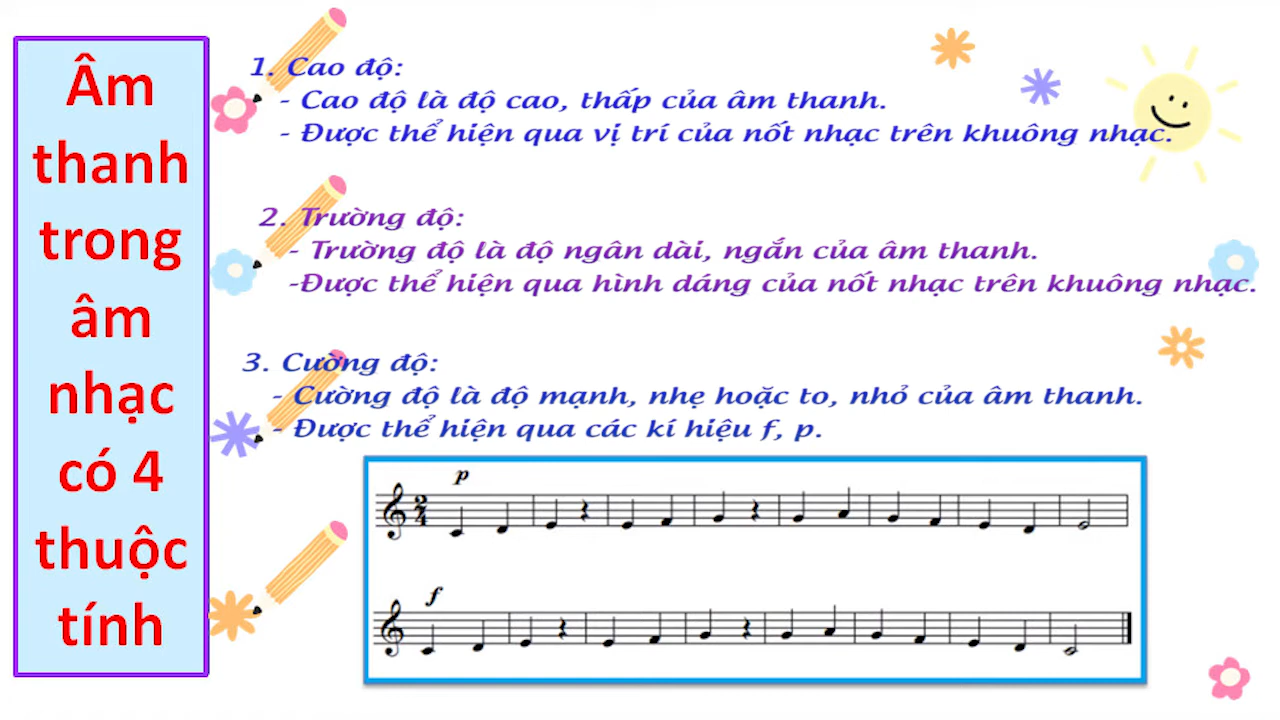 Âm
thanh
trong
âm
nhạc
có 4
thuộc
tính
1. Cao độ:
- Cao độ là độ cao, thấp của âm thanh.
- Được thể hiện qua vị trí của nốt nhạc trên khuông nhạc.
2. Trường độ:
- Trường độ là độ ngân dài, ngắn của âm thanh.
-Được thể hiện qua hình dáng của nốt nhạc trên khuông nhạc.
3. Cường độ:
- Cường độ là độ mạnh, nhẹ hoặc to, nhỏ của âm thanh.
- Được thể hiện qua các kí hiệu f, p.
p
2
4
f